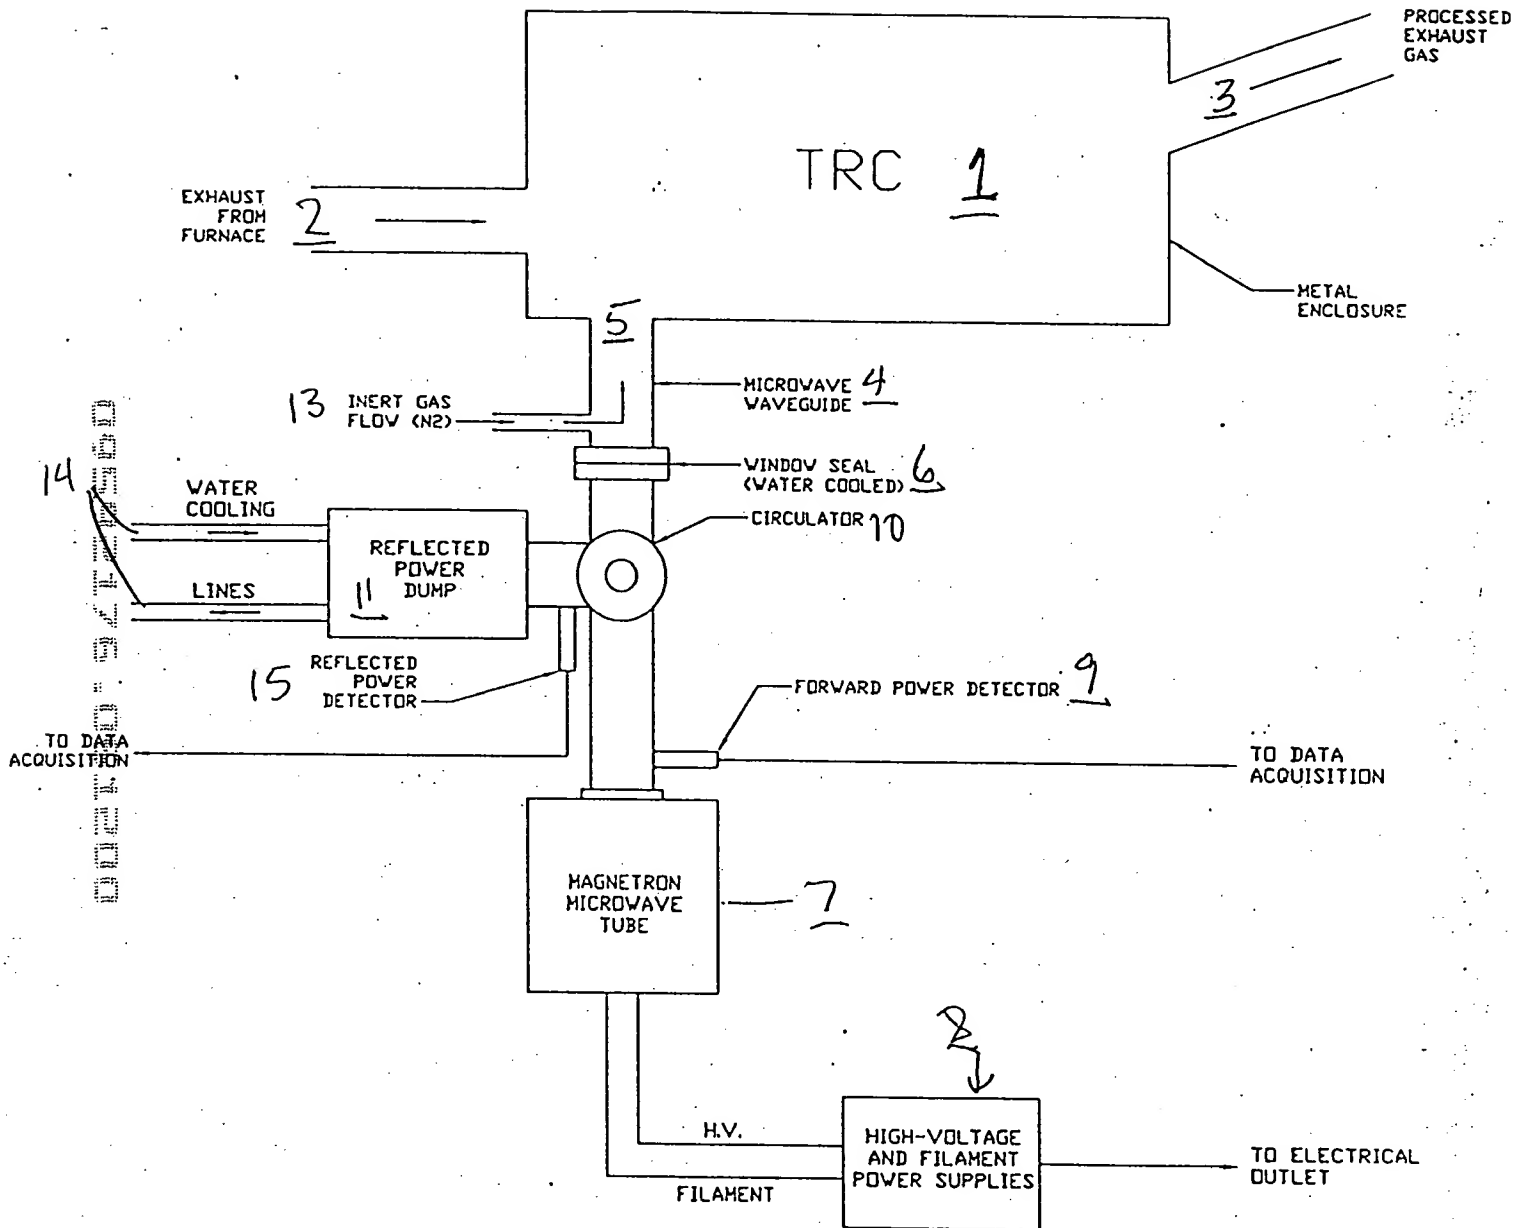 PROCESSED
EXHAUST
GAS
3
TRC 1
EXHAUST
FROM
FURNACE
2
METAL
ENCLOSURE
5
MICROWAVE 4
WAVEGUIDE
13
INERT GAS
FLOW (N2)
WINDOW SEAL
(WATER COOLED) 6
14
WATER
COOLING
CIRCULATOR 10
REFLECTED
POWER
DUMP
11
LINES
15
REFLECTED
POWER
DETECTOR
FORWARD POWER DETECTOR 9
TO DATA
ACQUISITION
TO DATA
ACQUISITION
MAGNETRON
MICROWAVE
TUBE
7
8
H.V.
HIGH-VOLTAGE
AND FILAMENT
POWER SUPPLIES
FILAMENT
TO ELECTRICAL
OUTLET